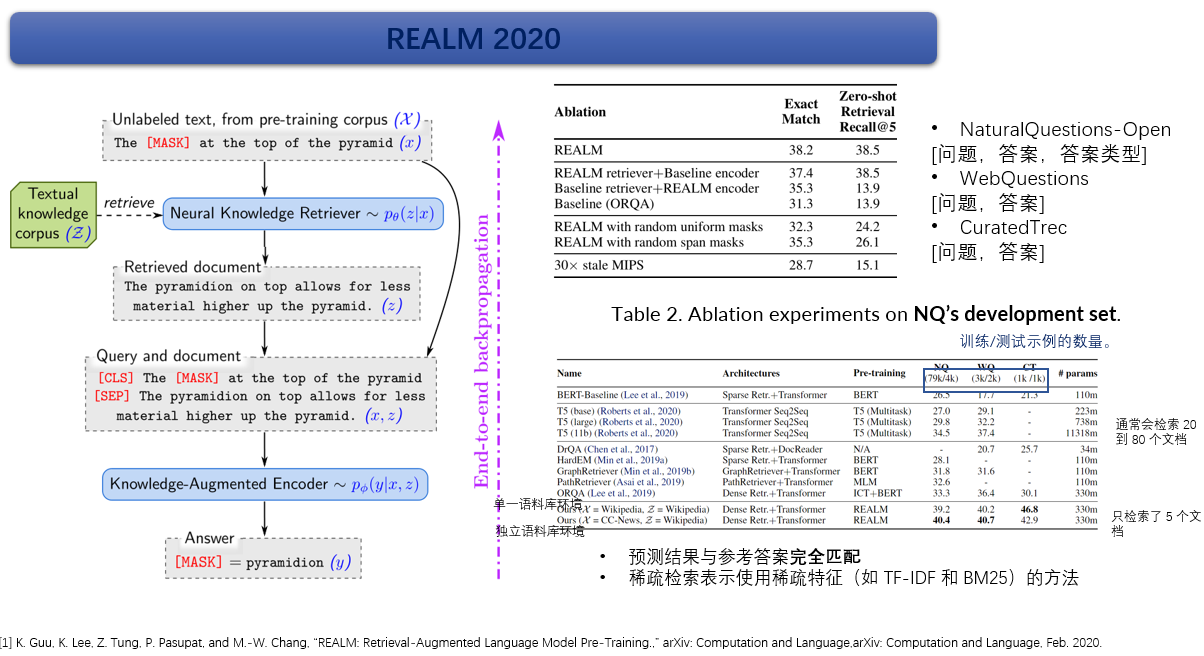 REALM 2020
Unlabeled text, from pre-training corpus (𝒳)
The [MASK] at the top of the pyramid (x)
Textual
knowledge
corpus (𝒵)
retrieve
Neural Knowledge Retriever ∼ pθ(z|x)
Retrieved document
The pyramidion on top allows for less
material higher up the pyramid. (z)
Query and document
[CLS] The [MASK] at the top of the pyramid
[SEP] The pyramidion on top allows for less
material higher up the pyramid. (x, z)
Knowledge-Augmented Encoder ∼ pϕ(y|x, z)
Answer
[MASK] = pyramidion (y)
End-to-end backpropagation
Ablation Exact Match Zero-shot Retrieval Recall@5
REALM 38.2 38.5
REALM retriever+Baseline encoder 37.4 38.5
Baseline retriever+REALM encoder 35.3 13.9
Baseline (ORQA) 31.3 13.9
REALM with random uniform masks 32.3 24.2
REALM with random span masks 35.3 26.1
30× stale MIPS 28.7 15.1
• NaturalQuestions-Open
[问题，答案，答案类型]
• WebQuestions
[问题，答案]
• CuratedTrec
[问题，答案]
Table 2. Ablation experiments on NQ's development set.
训练/测试示例的数量。
Name Architectures Pre-training NQ (79k/4k) WQ (3k/2k) CT (1k /1k) # params
BERT-Baseline (Lee et al., 2019) Sparse Retr.+Transformer BERT 26.5 17.7 21.3 110m
T5 (base) (Roberts et al., 2020) Transformer Seq2Seq T5 (Multitask) 27.0 29.1 - 223m
T5 (large) (Roberts et al., 2020) Transformer Seq2Seq T5 (Multitask) 29.8 32.2 - 738m
T5 (11b) (Roberts et al., 2020) Transformer Seq2Seq T5 (Multitask) 34.5 37.4 - 11318m
DrQA (Chen et al., 2017) Sparse Retr.+DocReader N/A - 20.7 25.7 34m
HardEM (Min et al., 2019a) Sparse Retr.+Transformer BERT 28.1 - - 110m
GraphRetriever (Min et al., 2019b) GraphRetriever+Transformer BERT 31.8 31.6 - 110m
PathRetriever (Asai et al., 2019) PathRetriever+Transformer MLM 32.6 - - 110m
ORQA (Lee et al., 2019) Dense Retr.+Transformer ICT+BERT 33.3 36.4 30.1 330m
Ours (𝒳 = Wikipedia, 𝒵 = Wikipedia) Dense Retr.+Transformer REALM 39.2 40.2 46.8 330m
Ours (𝒳 = CC-News, 𝒵 = Wikipedia) Dense Retr.+Transformer REALM 40.4 40.7 42.9 330m
通常会检索 20
到 80 个文档
单一语料库环境
独立语料库环境
只检索了 5 个文
档
• 预测结果与参考答案完全匹配
• 稀疏检索表示使用稀疏特征（如 TF-IDF 和 BM25）的方法
[1] K. Guu, K. Lee, Z. Tung, P. Pasupat, and M.-W. Chang, “REALM: Retrieval-Augmented Language Model Pre-Training.,” arXiv: Computation and Language,arXiv: Computation and Language, Feb. 2020.